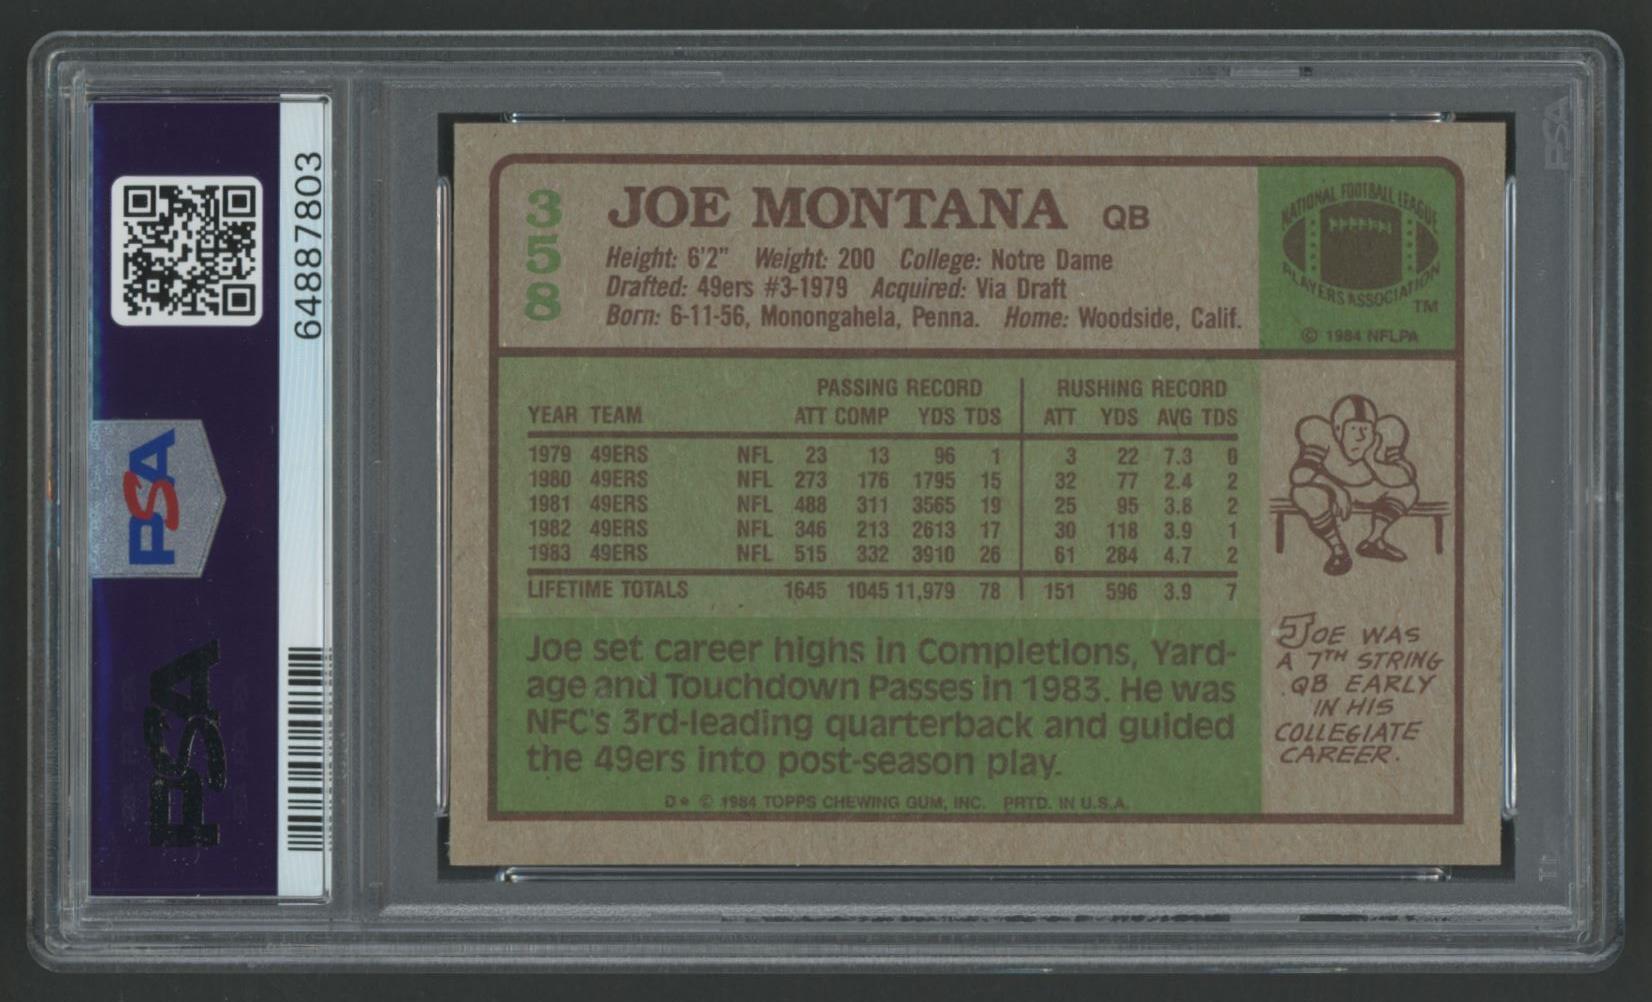 64887803
PSA
PSA
358
JOE MONTANA QB
Height: 6'2" Weight: 200 College: Notre Dame
Drafted: 49ers #3-1979 Acquired: Via Draft
Born: 6-11-56, Monongahela, Penna. Home: Woodside, Calif.
NATIONAL FOOTBALL LEAGUE
PLAYERS ASSOCIATION
TM
© 1984 NFLPA
PASSING RECORD RUSHING RECORD
YEAR TEAM ATT COMP YDS TDS ATT YDS AVG TDS
1979 49ERS NFL 23 13 96 1 3 22 7.3 0
1980 49ERS NFL 273 176 1795 15 32 77 2.4 2
1981 49ERS NFL 488 311 3565 19 25 95 3.8 2
1982 49ERS NFL 346 213 2613 17 30 118 3.9 1
1983 49ERS NFL 515 332 3910 26 61 284 4.7 2
LIFETIME TOTALS 1645 1045 11,979 78 151 596 3.9 7
Joe set career highs in Completions, Yard-
age and Touchdown Passes in 1983. He was
NFC's 3rd-leading quarterback and guided
the 49ers into post-season play.
JOE WAS
A 7TH STRING
QB EARLY
IN HIS
COLLEGIATE
CAREER.
D* © 1984 TOPPS CHEWING GUM, INC. PRTD. IN U.S.A.
PSA